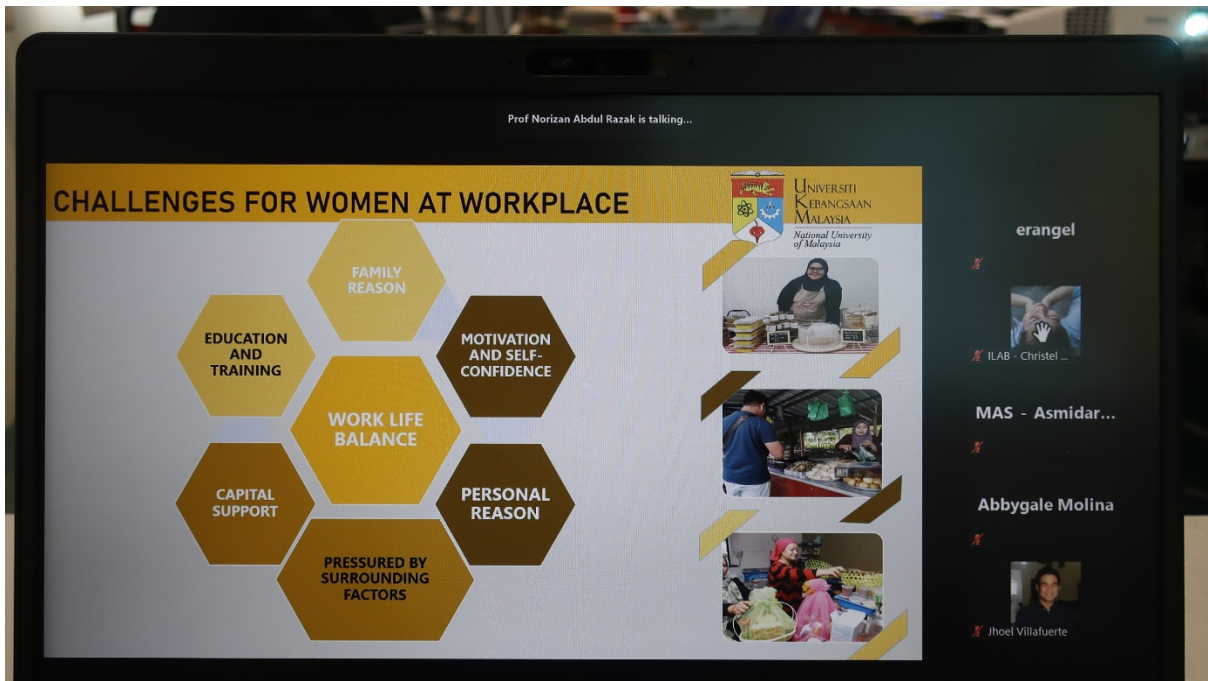 Prof Norizan Abdul Razak is talking...
CHALLENGES FOR WOMEN AT WORKPLACE
UNIVERSITI
KEBANGSAAN
MALAYSIA
National University
of Malaysia
FAMILY
REASON
EDUCATION
AND
TRAINING
MOTIVATION
AND SELF-
CONFIDENCE
WORK LIFE
BALANCE
CAPITAL
SUPPORT
PERSONAL
REASON
PRESSURED BY
SURROUNDING
FACTORS
erangel
ILAB - Christel ...
MAS - Asmidar...
Abbygale Molina
Jhoel Villafuerte